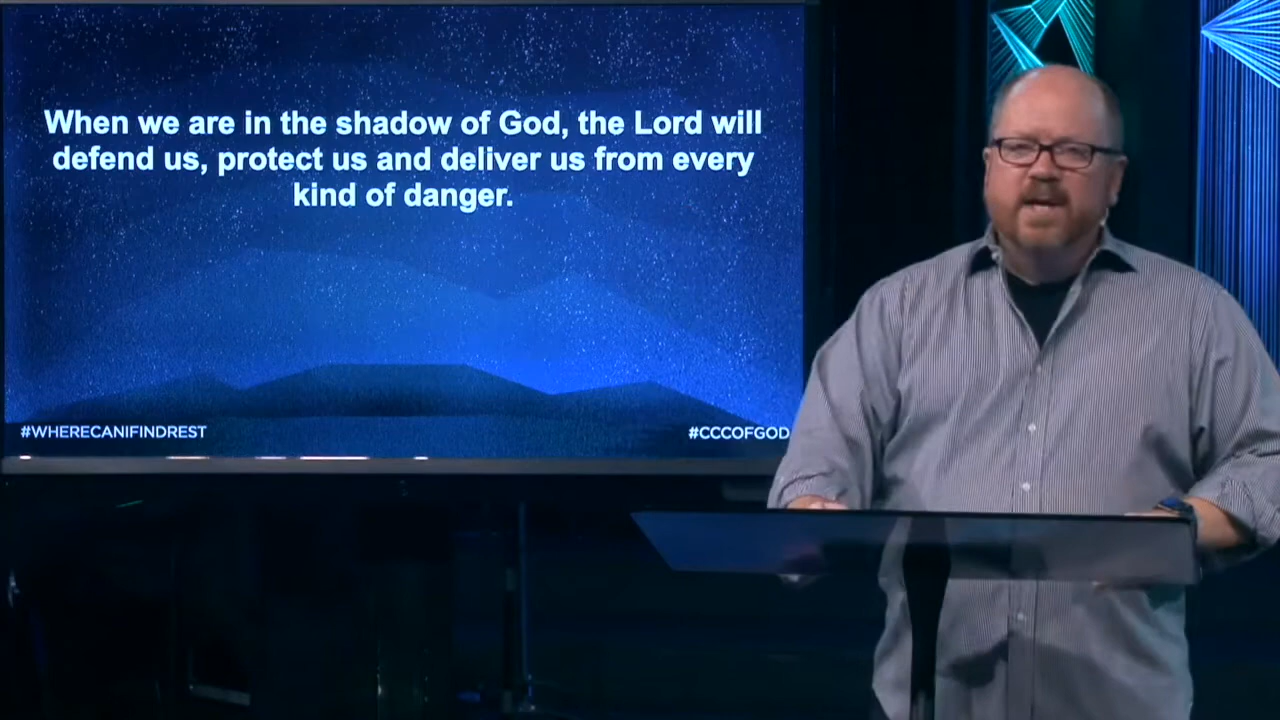 When we are in the shadow of God, the Lord will
defend us, protect us and deliver us from every
kind of danger.
#WHERECANIFINDREST
#CCCOFGOD